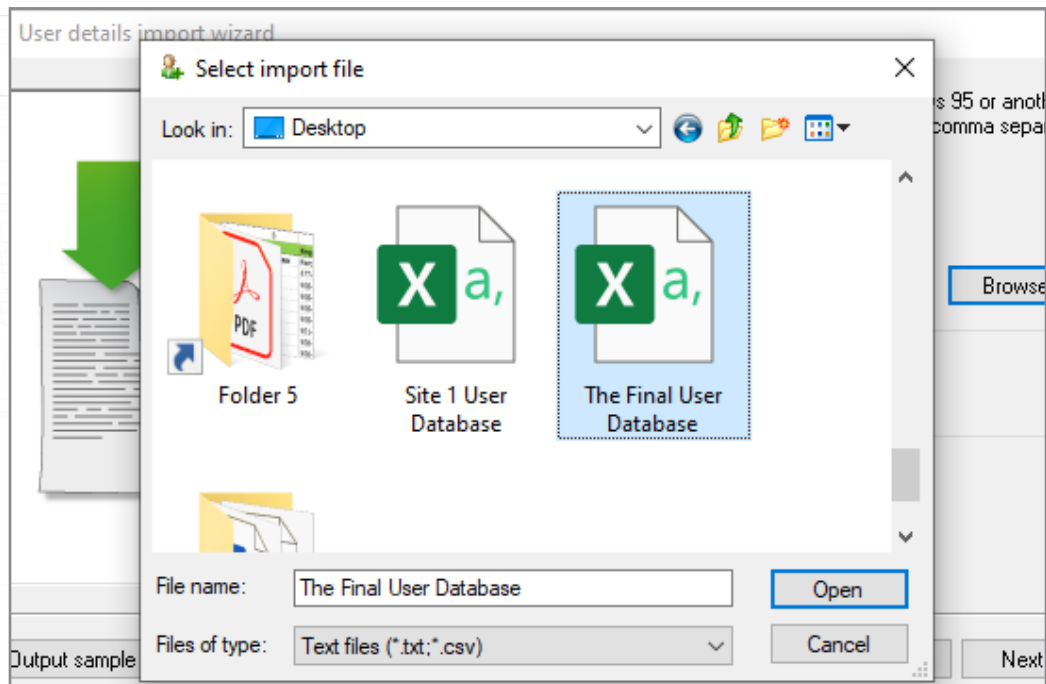 User details import wizard
Select import file
s 95 or anoth
comma sepa
Look in: Desktop
X a,
X a,
PDF
Browse
Folder 5
Site 1 User
Database
The Final User
Database
File name: The Final User Database
Open
Files of type: Text files (*.txt;*.csv)
Cancel
Output sample
Next